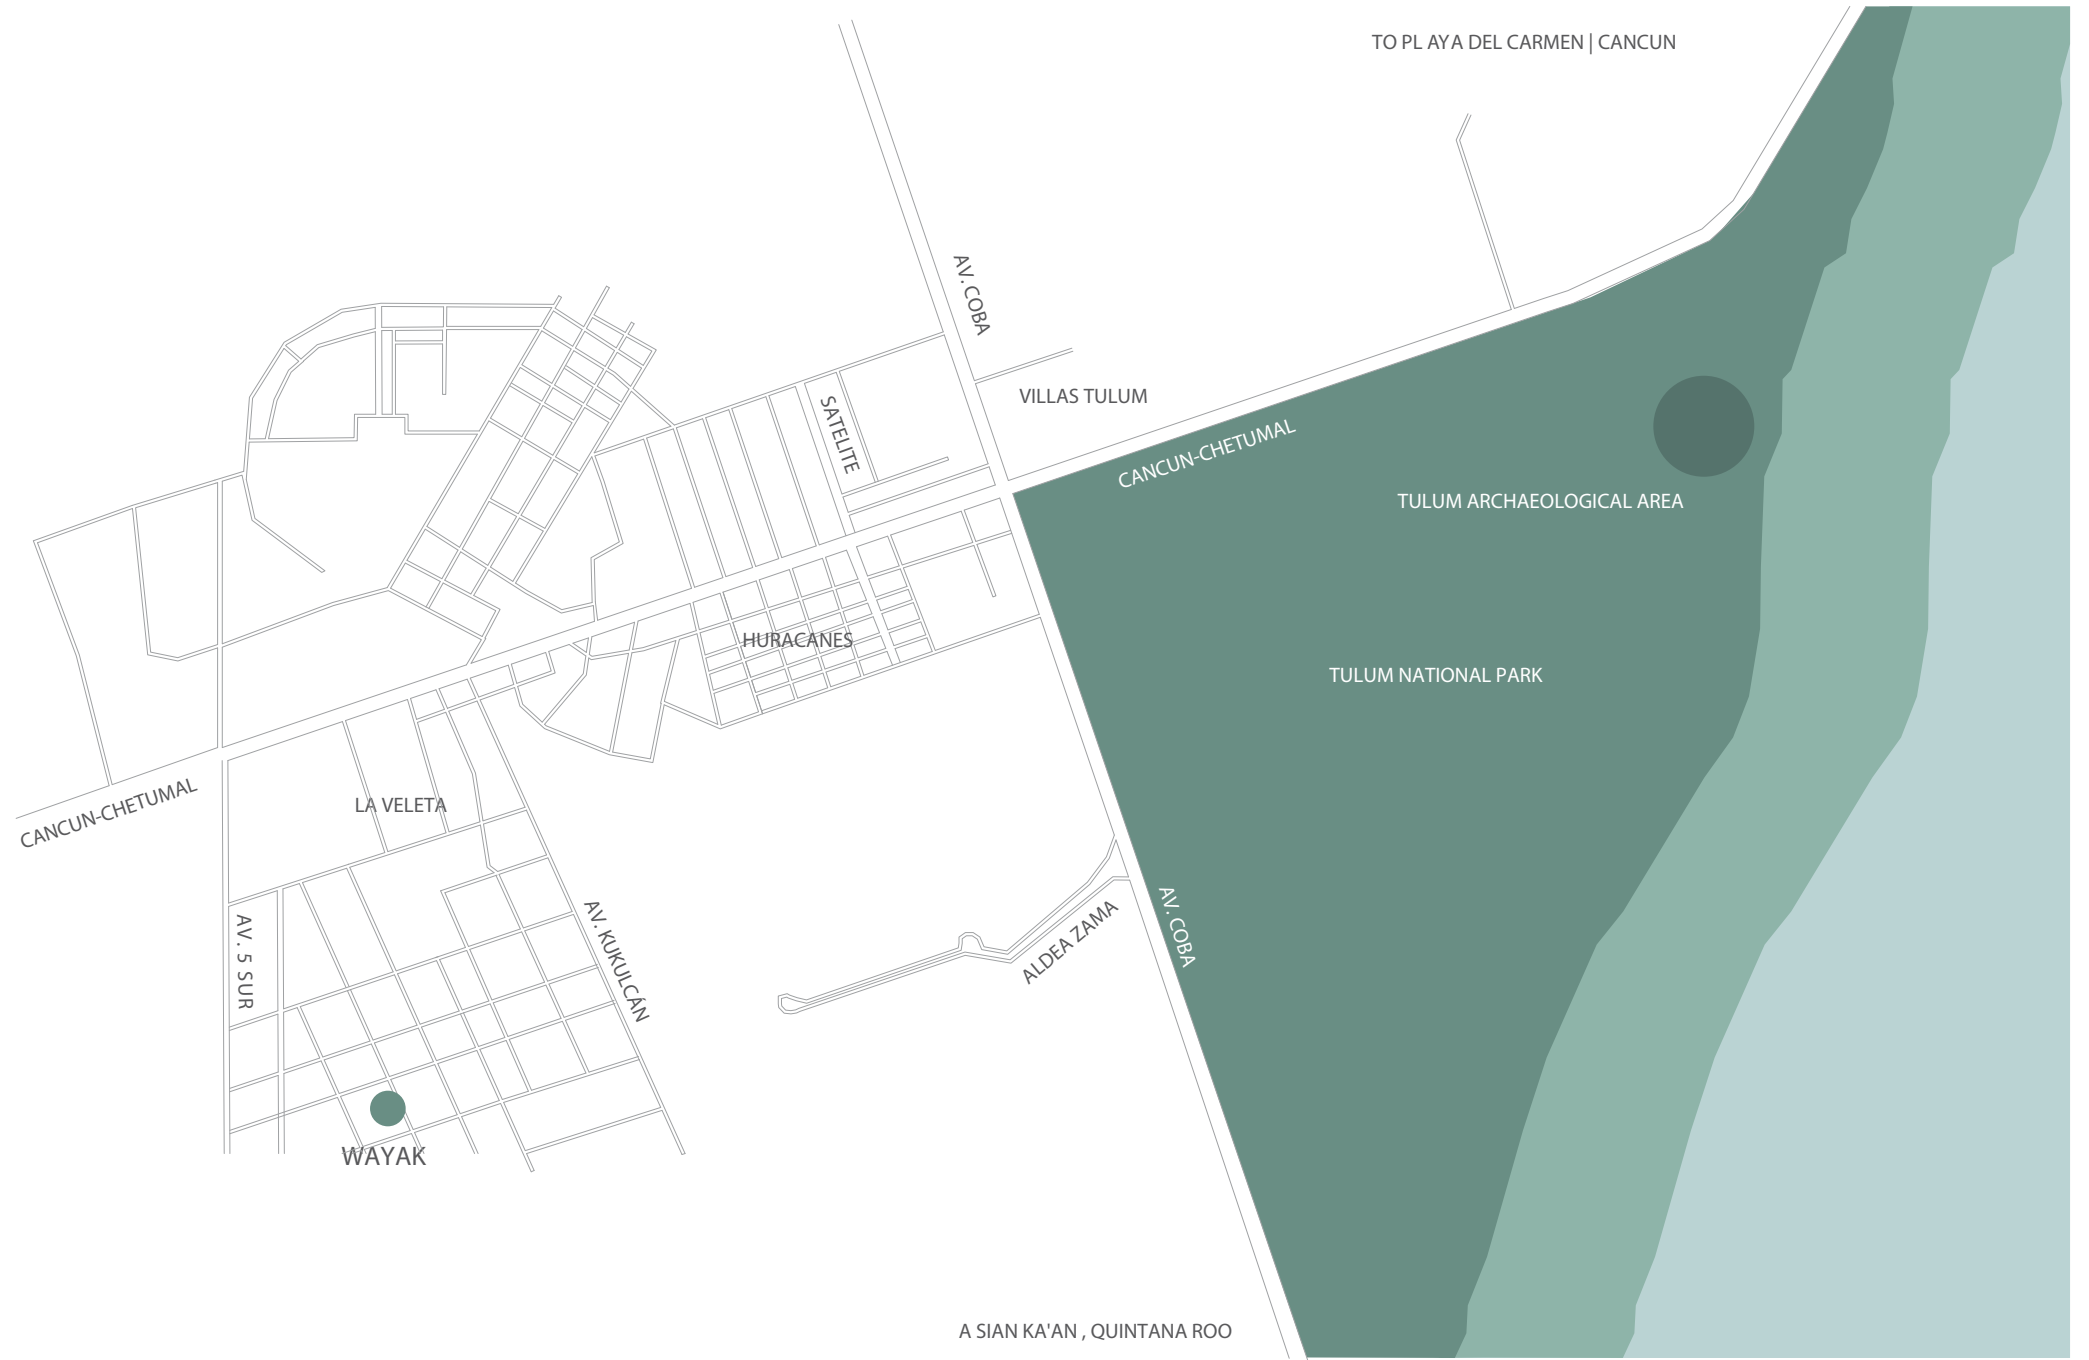 TO PL AYA DEL CARMEN | CANCUN
AV. COBA
VILLAS TULUM
SATELITE
CANCUN-CHETUMAL
TULUM ARCHAEOLOGICAL AREA
HURACANES
TULUM NATIONAL PARK
CANCUN-CHETUMAL
LA VELETA
AV. 5 SUR
AV. KUKULCÁN
ALDEA ZAMA
AV. COBA
WAYAK
A SIAN KA'AN , QUINTANA ROO